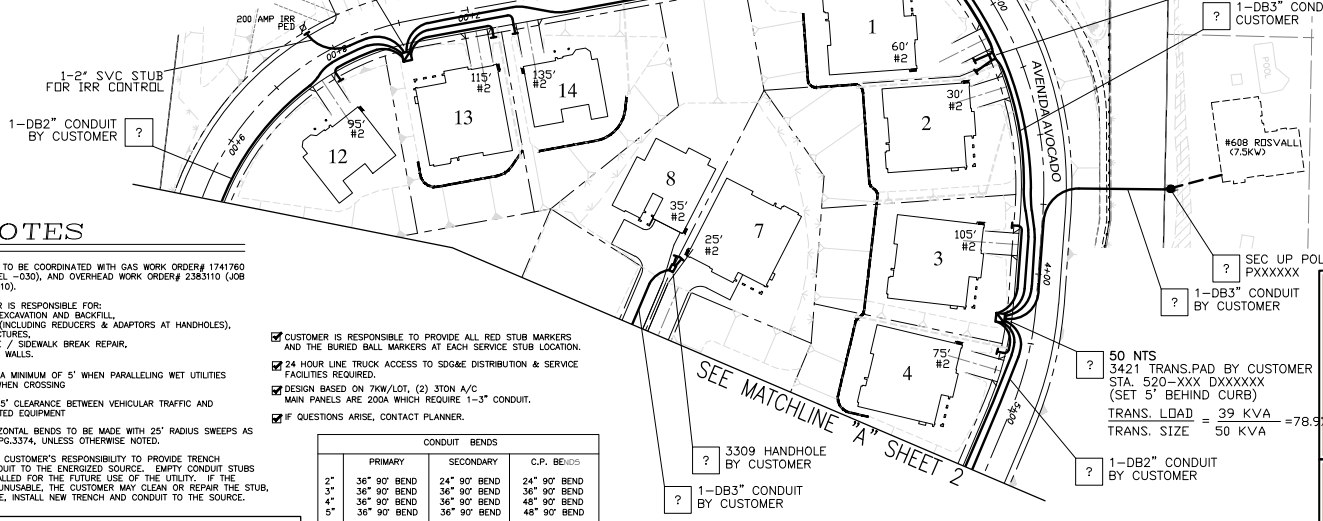 200 AMP IRR
PED
00+8
00+7
1-2" SVC STUB
FOR IRR CONTROL
1-DB2" CONDUIT
BY CUSTOMER
?
00+6
95'
#2
12
115'
#2
13
135'
#2
14
8
35'
#2
25'
#2
7
1
60'
#2
30'
#2
2
105'
#2
3
75'
#2
4
AVENIDA AVOCADO
4+00
5+00
?
1-DB3" COND
CUSTOMER
POOL
#608 ROSVALL
(7.5KW)
?
SEC UP POL
PXXXXXX
?
1-DB3" CONDUIT
BY CUSTOMER
?
50 NTS
3421 TRANS.PAD BY CUSTOMER
STA. 520-XXX DXXXXXX
(SET 5' BEHIND CURB)
TRANS. LOAD = 39 KVA =78.9
TRANS. SIZE 50 KVA
?
1-DB2" CONDUIT
BY CUSTOMER
SEE MATCHLINE "A" SHEET 2
?
3309 HANDHOLE
BY CUSTOMER
?
1-DB3" CONDUIT
BY CUSTOMER
OTES
TO BE COORDINATED WITH GAS WORK ORDER# 1741760
EL -030), AND OVERHEAD WORK ORDER# 2383110 (JOB
10).
R IS RESPONSIBLE FOR:
EXCAVATION AND BACKFILL,
(INCLUDING REDUCERS & ADAPTORS AT HANDHOLES),
CTURES,
/ SIDEWALK BREAK REPAIR,
WALLS.
A MINIMUM OF 5' WHEN PARALLELING WET UTILITIES
WHEN CROSSING
5' CLEARANCE BETWEEN VEHICULAR TRAFFIC AND
TED EQUIPMENT
ZONTAL BENDS TO BE MADE WITH 25' RADIUS SWEEPS AS
PG.3374, UNLESS OTHERWISE NOTED.
CUSTOMER'S RESPONSIBILITY TO PROVIDE TRENCH
DUIT TO THE ENERGIZED SOURCE. EMPTY CONDUIT STUBS
ALLED FOR THE FUTURE USE OF THE UTILITY. IF THE
UNUSABLE, THE CUSTOMER MAY CLEAN OR REPAIR THE STUB,
E, INSTALL NEW TRENCH AND CONDUIT TO THE SOURCE.
CUSTOMER IS RESPONSIBLE TO PROVIDE ALL RED STUB MARKERS
AND THE BURIED BALL MARKERS AT EACH SERVICE STUB LOCATION.
24 HOUR LINE TRUCK ACCESS TO SDG&E DISTRIBUTION & SERVICE
FACILITIES REQUIRED.
DESIGN BASED ON 7KW/LOT, (2) 3TON A/C
MAIN PANELS ARE 200A WHICH REQUIRE 1-3" CONDUIT.
IF QUESTIONS ARISE, CONTACT PLANNER.
CONDUIT BENDS
PRIMARY SECONDARY C.P. BENDS
2" 36" 90' BEND 24" 90' BEND 24" 90' BEND
3" 36" 90' BEND 36" 90' BEND 36" 90' BEND
4" 36" 90' BEND 36" 90' BEND 48" 90' BEND
5" 36" 90' BEND 36" 90' BEND 48" 90' BEND